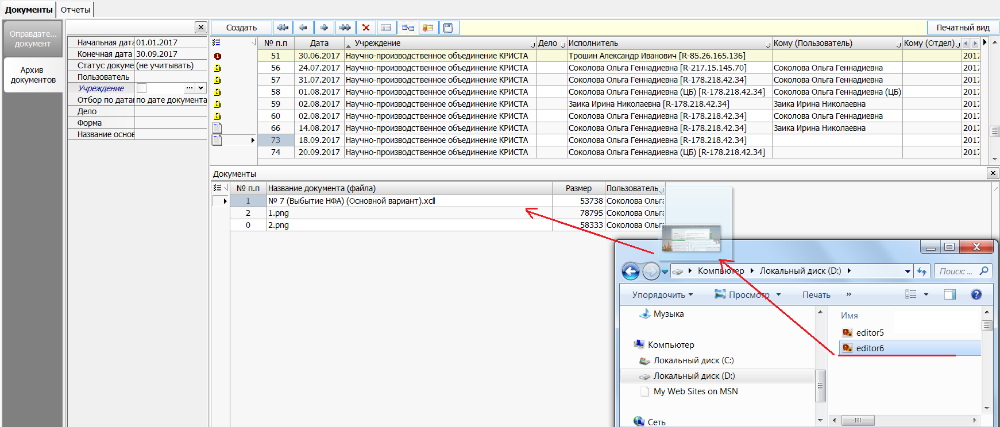 Документы Отчеты
Оправдате...
документ
Архив
документов
Начальная дата 01.01.2017
Конечная дата 30.09.2017
Статус докуме (не учитывать)
Пользователь
Учреждение ...
Отбор по датам по дате документа
Дело
Форма
Название основ
Создать Печатный вид
№ п.п Дата Учреждение Дело Исполнитель Кому (Пользователь) Кому (Отдел)
51 30.06.2017 Научно-производственное объединение КРИСТА Трошин Александр Иванович [R-85.26.165.136] 2017
56 24.07.2017 Научно-производственное объединение КРИСТА Соколова Ольга Геннадиевна [R-217.15.145.70] Соколова Ольга Геннадиевна 2017
57 31.07.2017 Научно-производственное объединение КРИСТА Соколова Ольга Геннадиевна [R-178.218.42.34] Соколова Ольга Геннадиевна 2017
58 01.08.2017 Научно-производственное объединение КРИСТА Соколова Ольга Геннадиевна (ЦБ) [R-178.218.42.34] Соколова Ольга Геннадиевна (ЦБ) 2017
59 02.08.2017 Научно-производственное объединение КРИСТА Заика Ирина Николаевна [R-178.218.42.34] Заика Ирина Николаевна 2017
60 02.08.2017 Научно-производственное объединение КРИСТА Соколова Ольга Геннадиевна [R-178.218.42.34] Соколова Ольга Геннадиевна 2017
66 14.08.2017 Научно-производственное объединение КРИСТА Соколова Ольга Геннадиевна [R-178.218.42.34] Заика Ирина Николаевна 2017
73 18.09.2017 Научно-производственное объединение КРИСТА Соколова Ольга Геннадиевна [R-178.218.42.34] 2017
74 20.09.2017 Научно-производственное объединение КРИСТА Соколова Ольга Геннадиевна (ЦБ) [R-178.218.42.34] 2017
Документы
№ п.п Название документа (файла) Размер Пользователь
1 № 7 (Выбытие НФА) (Основной вариант).xcll 53738 Соколова Ольга
2 1.png 78795 Соколова Ольга
0 2.png 58333 Соколова Ольга
Компьютер Локальный диск (D:) Поиск: ...
Упорядочить Просмотр Печать »
Музыка
Компьютер
Локальный диск (C:)
Локальный диск (D:)
My Web Sites on MSN
Сеть
Имя
editor5
editor6